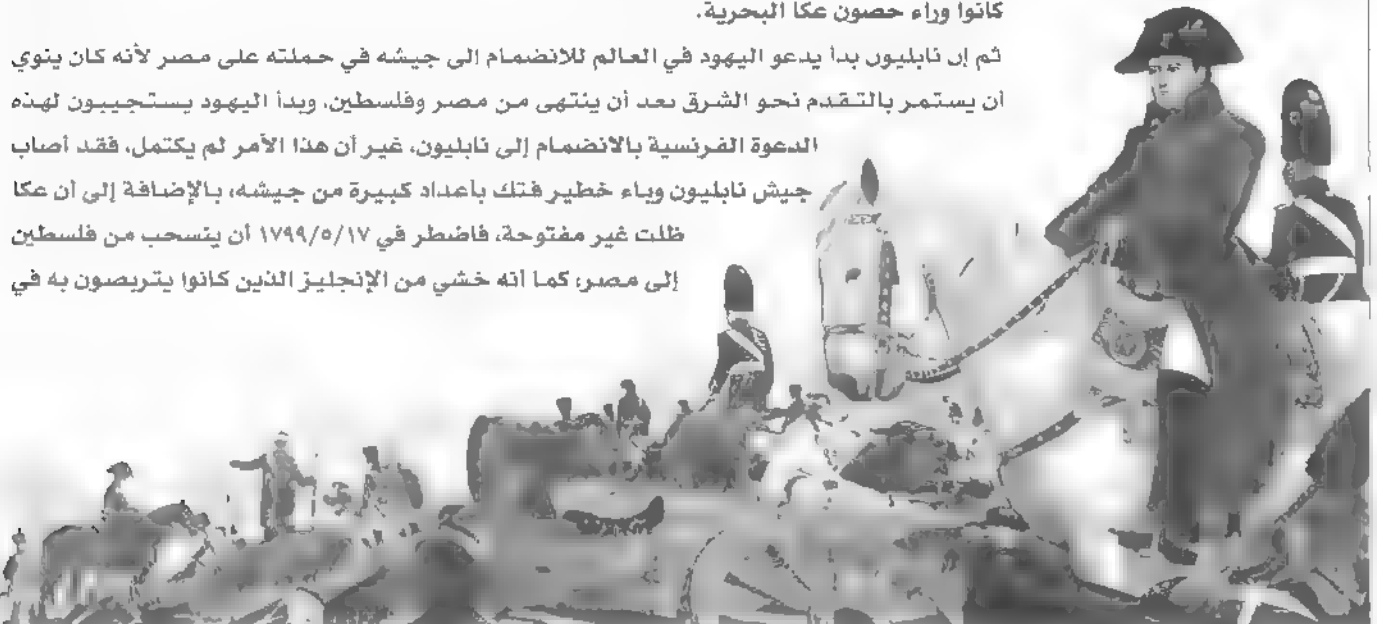 كانوا وراء حصون عكا البحرية.
ثم إن نابليون بدأ يدعو اليهود في العالم للانضمام إلى جيشه في حملته على مصر لأنه كان ينوي
أن يستمر بالتقدم نحو الشرق بعد أن ينتهى من مصر وفلسطين، وبدأ اليهود يستجيبون لهذه
الدعوة الفرنسية بالانضمام إلى نابليون، غير أن هذا الأمر لم يكتمل، فقد أصاب
جيش نابليون وباء خطير فتك بأعداد كبيرة من جيشه، بالإضافة إلى أن عكا
ظلت غير مفتوحة، فاضطر في ١٧٩٩/٥/١٧ أن ينسحب من فلسطين
إلى مصر، كما أنه خشي من الإنجليز الذين كانوا يتربصون به في